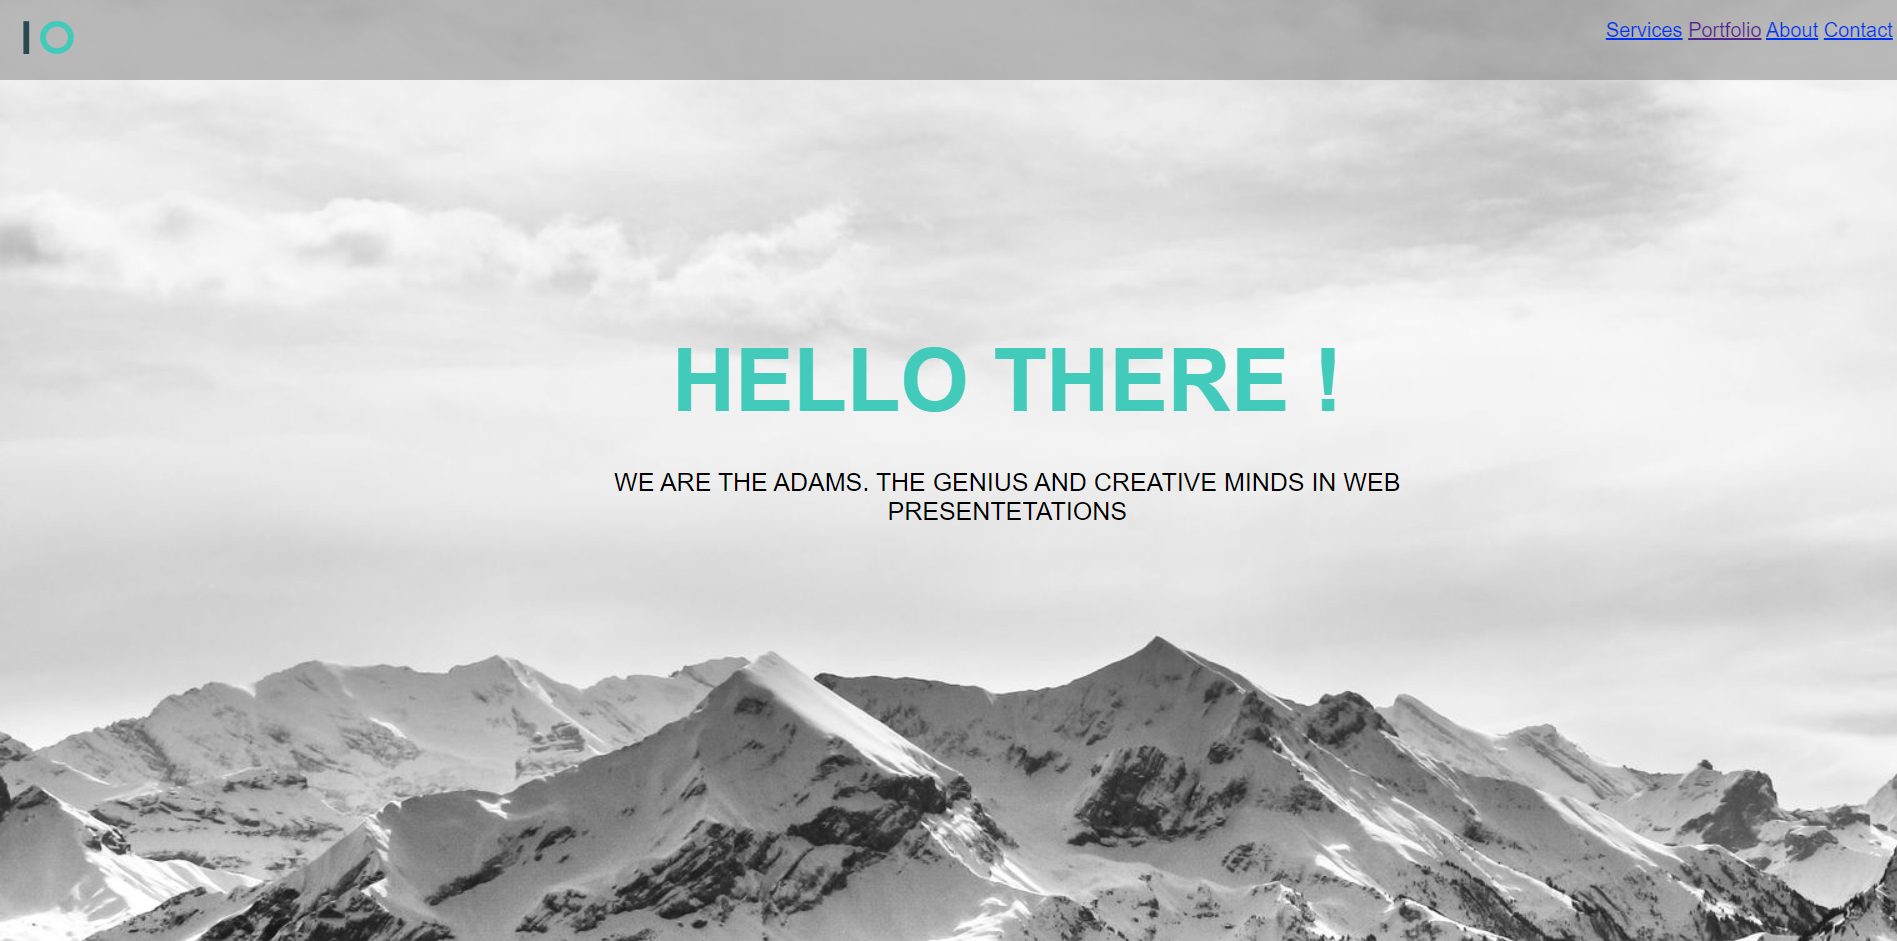 IO
Services Portfolio About Contact
HELLO THERE !
WE ARE THE ADAMS. THE GENIUS AND CREATIVE MINDS IN WEB
PRESENTETATIONS